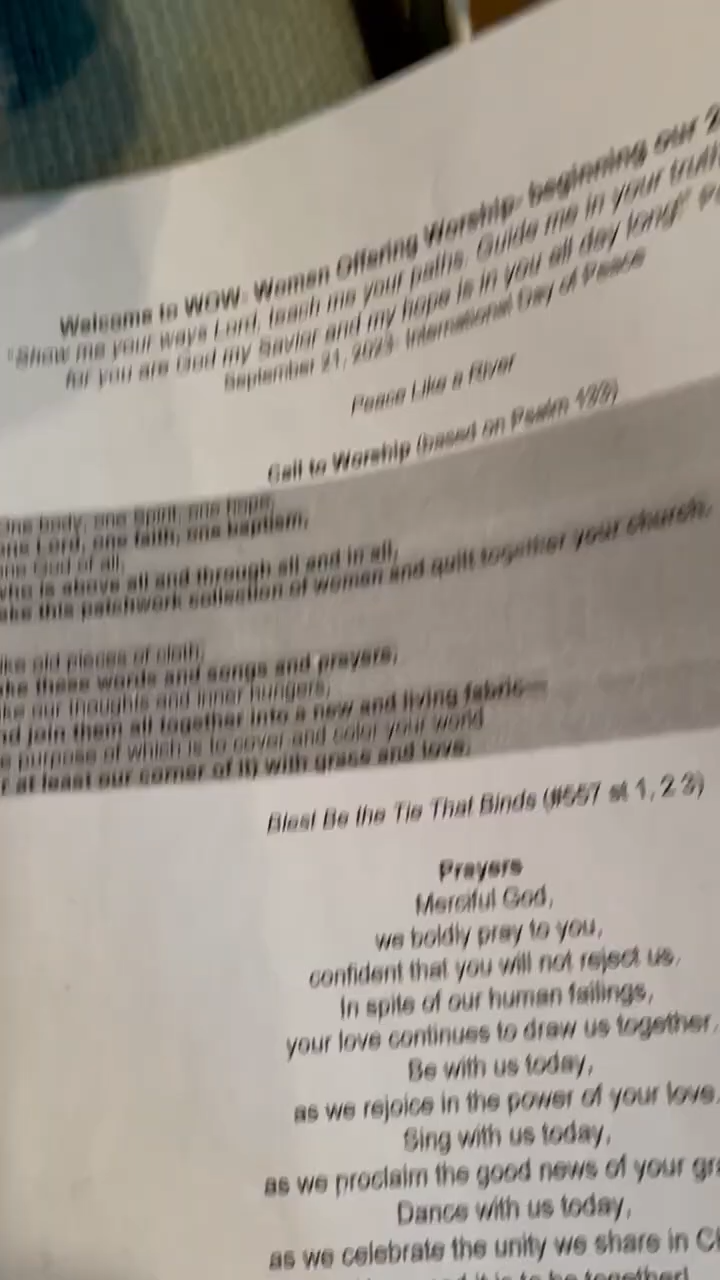 Welcome to WOW- Women Offering Worship- beginning our 2
"Show me your ways Lord, teach me your paths. Guide me in your truth
for you are God my Savior and my hope is in you all day long"
September 21, 2023- International Day of Peace
Peace Like a River
Call to Worship (based on Psalm
one body, one Spirit, one hope,
one Lord, one faith, one baptism,
one God of all,
who is above all and through all and in all,
ake this patchwork collection of women and quilt together your church.
ike old pieces of cloth,
ke these words and songs and prayers,
ke our thoughts and inner hungers,
nd join them all together into a new and living fabric—
e purpose of which is to cover and color your world
r at least our corner of it) with grace and love.
Blest Be the Tie That Binds (#557 st 1, 2 3)
Prayers
Merciful God,
we boldly pray to you,
confident that you will not reject us.
In spite of our human failings,
your love continues to draw us together.
Be with us today,
as we rejoice in the power of your love.
Sing with us today,
as we proclaim the good news of your gra
Dance with us today,
as we celebrate the unity we share in C
it is to be together!